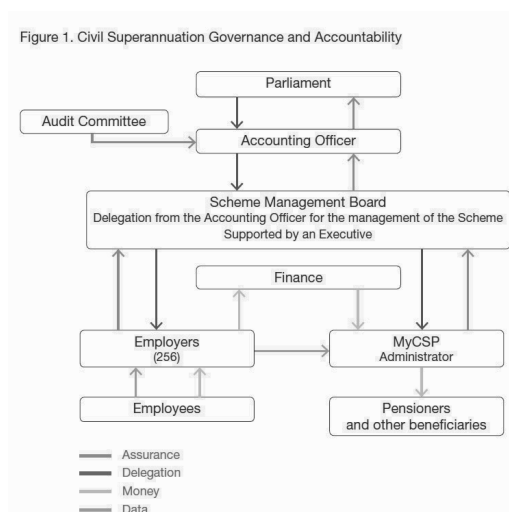 Figure 1. Civil Superannuation Governance and Accountability
Parliament
Audit Committee
Accounting Officer
Scheme Management Board
Delegation from the Accounting Officer for the management of the Scheme
Supported by an Executive
Finance
Employers
(256)
MyCSP
Administrator
Employees
Pensioners
and other beneficiaries
Assurance
Delegation
Money
Data